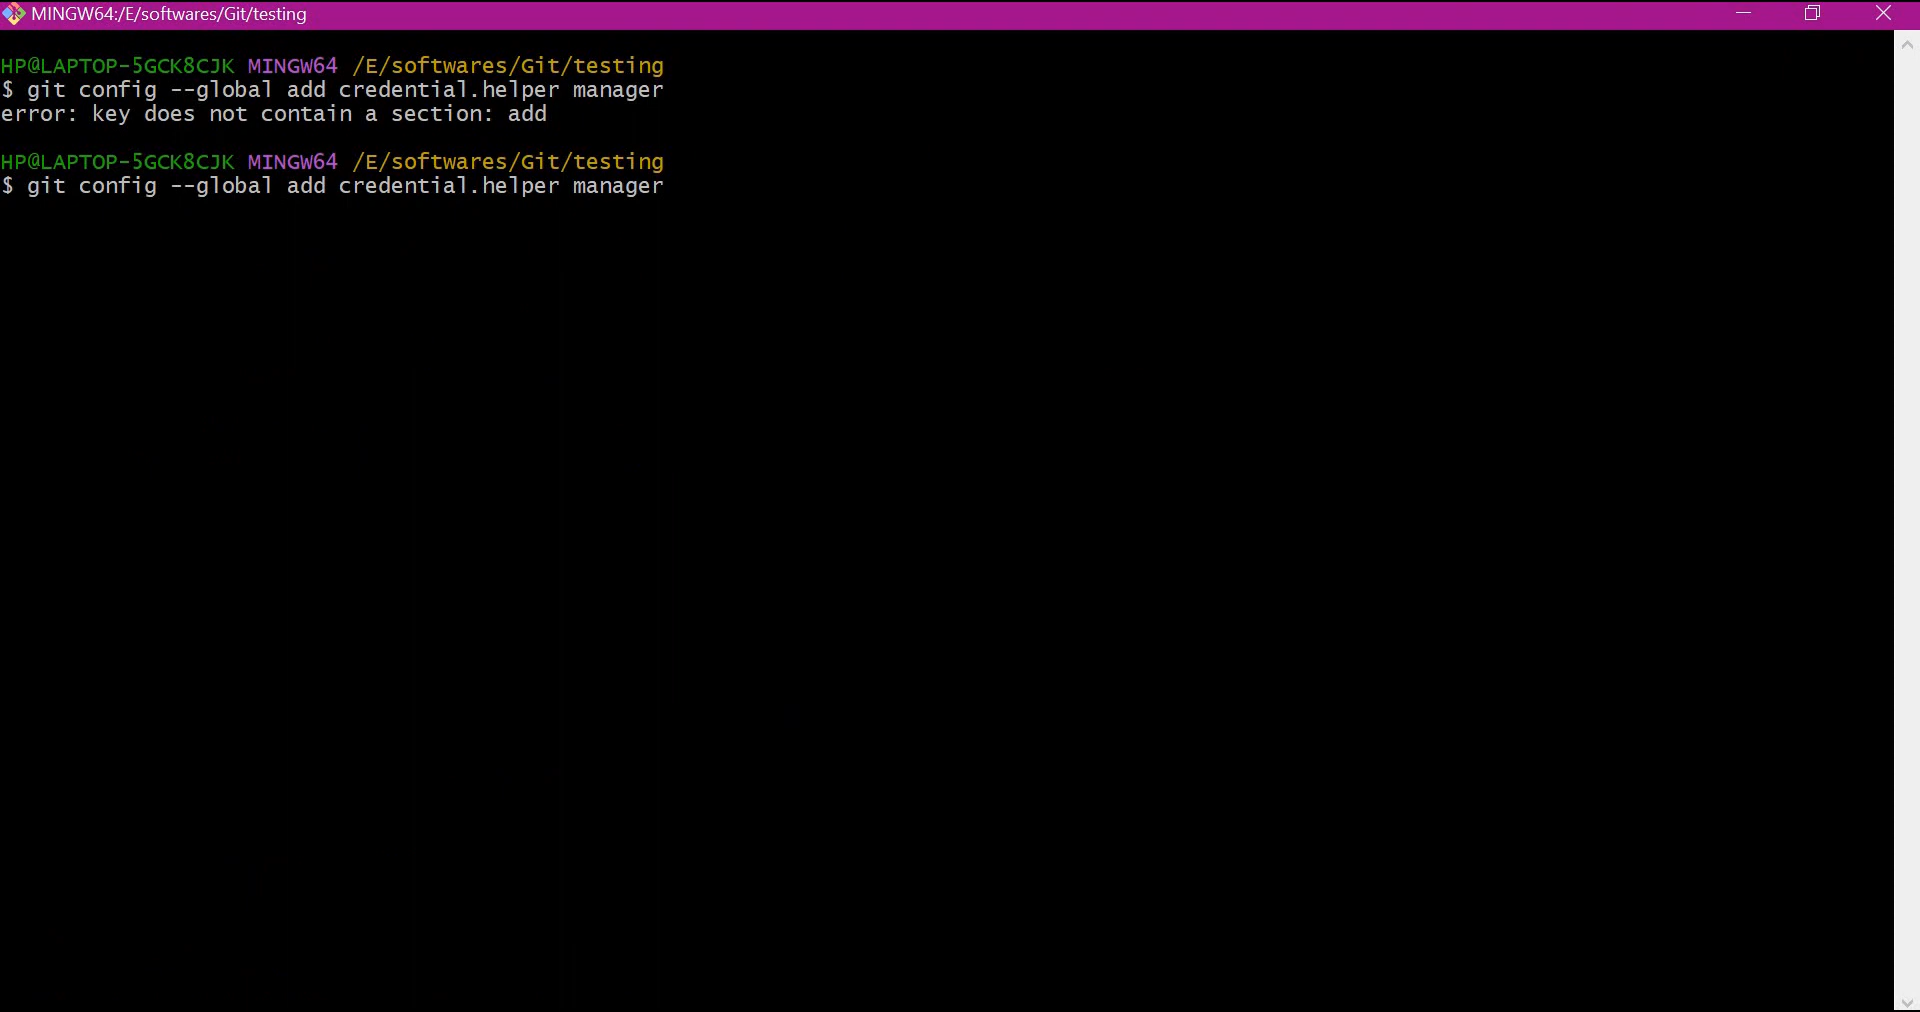 MINGW64:/E/softwares/Git/testing
HP@LAPTOP-5GCK8CJK MINGW64 /E/softwares/Git/testing
$ git config --global add credential.helper manager
error: key does not contain a section: add
HP@LAPTOP-5GCK8CJK MINGW64 /E/softwares/Git/testing
$ git config --global add credential.helper manager